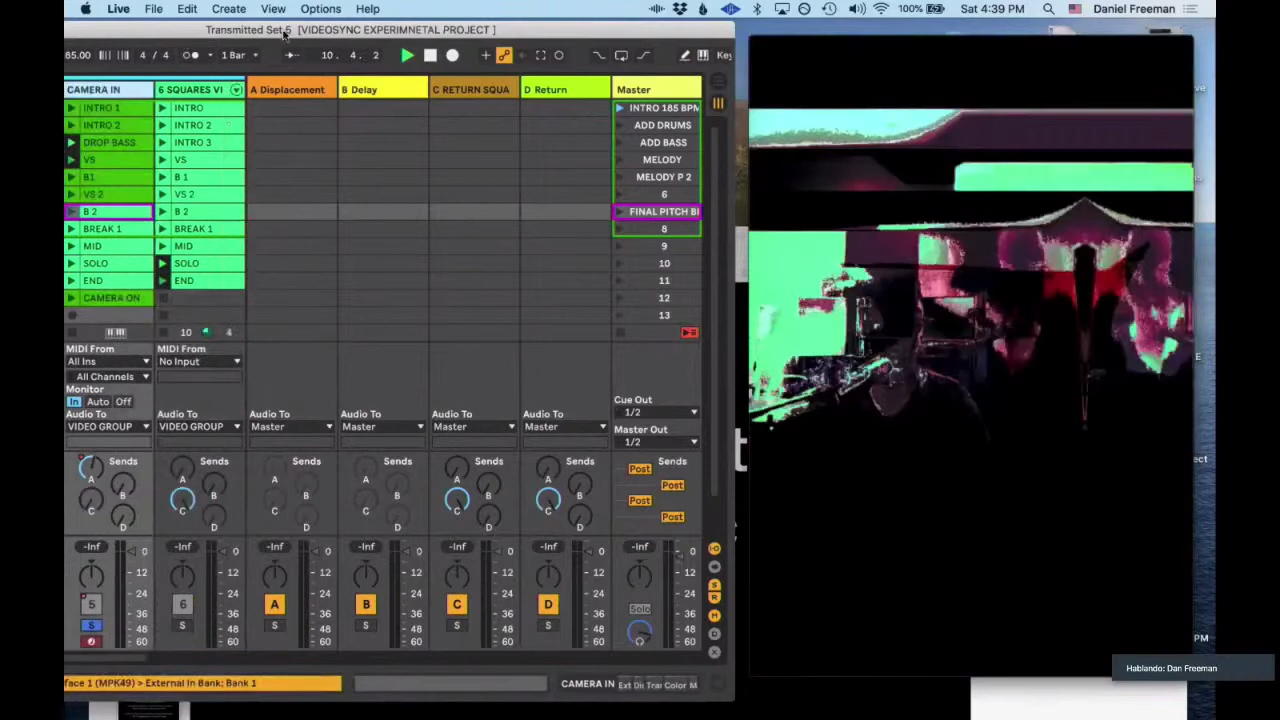 Live File Edit Create View Options Help 100% Sat 4:39 PM Daniel Freeman
Transmitted Set 5 [VIDEOSYNC EXPERIMNETAL PROJECT ]
85.00 4 / 4 1 Bar 10. 4. 2 Key
CAMERA IN 6 SQUARES VI A Displacement B Delay C RETURN SQUA D Return Master
INTRO 1 INTRO INTRO 185 BPM
INTRO 2 INTRO 2 ADD DRUMS
DROP BASS INTRO 3 ADD BASS
VS VS MELODY
B1 B 1 MELODY P 2
VS 2 VS 2 6
B 2 B 2 FINAL PITCH BI
BREAK 1 BREAK 1 8
MID MID 9
SOLO SOLO 10
END END 11
CAMERA ON 12
13
10 4
MIDI From MIDI From
All Ins No Input
All Channels
Monitor
In Auto Off
Cue Out
1/2
Audio To Audio To Audio To Audio To Audio To Audio To Master Out
VIDEO GROUP VIDEO GROUP Master Master Master Master 1/2
Sends Sends Sends Sends Sends Sends Sends
A A A A A A Post
B B B B B B Post
C C C C C C Post
D D D D D D Post
-Inf -Inf -Inf -Inf -Inf -Inf -Inf
0 0 0 0 0 0 0
12 12 12 12 12 12 12
24 24 24 24 24 24 24
5 6 A B C D Solo
36 36 36 36 36 36 36
S S S S S S
48 48 48 48 48 48 48
60 60 60 60 60 60 60
face 1 (MPK49) > External In Bank: Bank 1 CAMERA IN Ext Dis Trar Color M
Hablando: Dan Freeman
ve
E
ect
t
PM